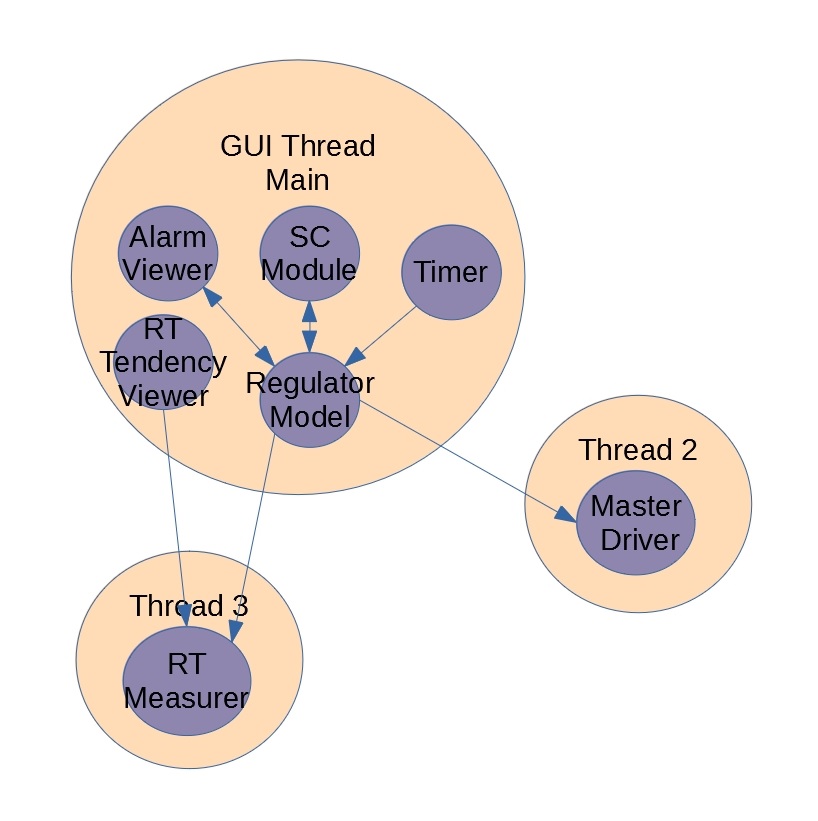 GUI Thread
Main
Alarm
Viewer
SC
Module
Timer
RT
Tendency
Viewer
Regulator
Model
Thread 2
Master
Driver
Thread 3
RT
Measurer